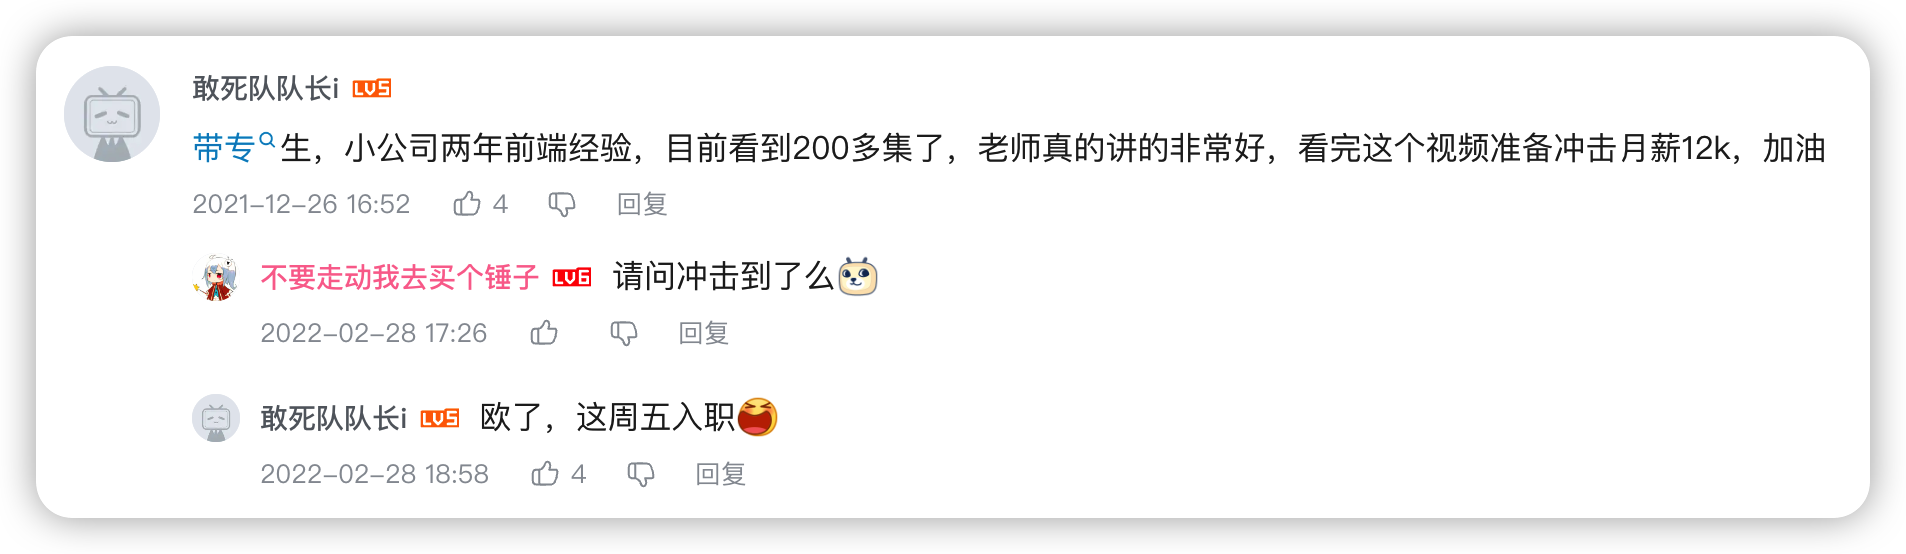 敢死队队长i LV5
带专生，小公司两年前端经验，目前看到200多集了，老师真的讲的非常好，看完这个视频准备冲击月薪12k，加油
2021-12-26 16:52 4 回复
不要走动我去买个锤子 LV6 请问冲击到了么
2022-02-28 17:26 回复
敢死队队长i LV5 欧了，这周五入职
2022-02-28 18:58 4 回复